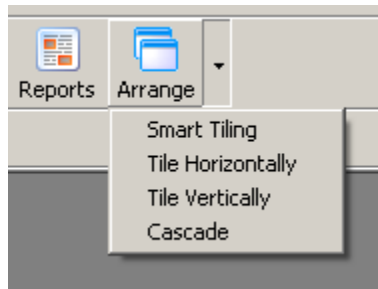 Reports Arrange
Smart Tiling
Tile Horizontally
Tile Vertically
Cascade